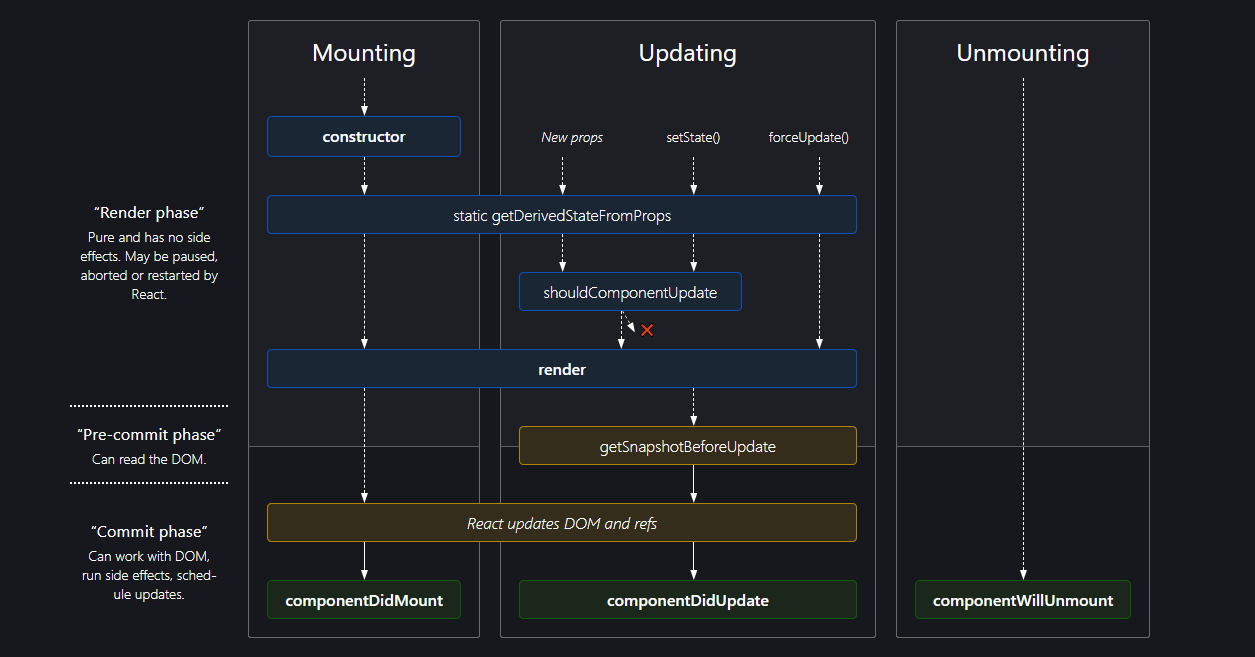 Mounting
Updating
Unmounting
constructor
New props
setState()
forceUpdate()
“Render phase”
Pure and has no side
effects. May be paused,
aborted or restarted by
React.
static getDerivedStateFromProps
shouldComponentUpdate
render
“Pre-commit phase”
Can read the DOM.
getSnapshotBeforeUpdate
“Commit phase”
Can work with DOM,
run side effects, sched-
ule updates.
React updates DOM and refs
componentDidMount
componentDidUpdate
componentWillUnmount